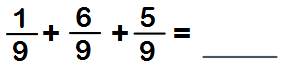 1/9 + 6/9 + 5/9 = ____